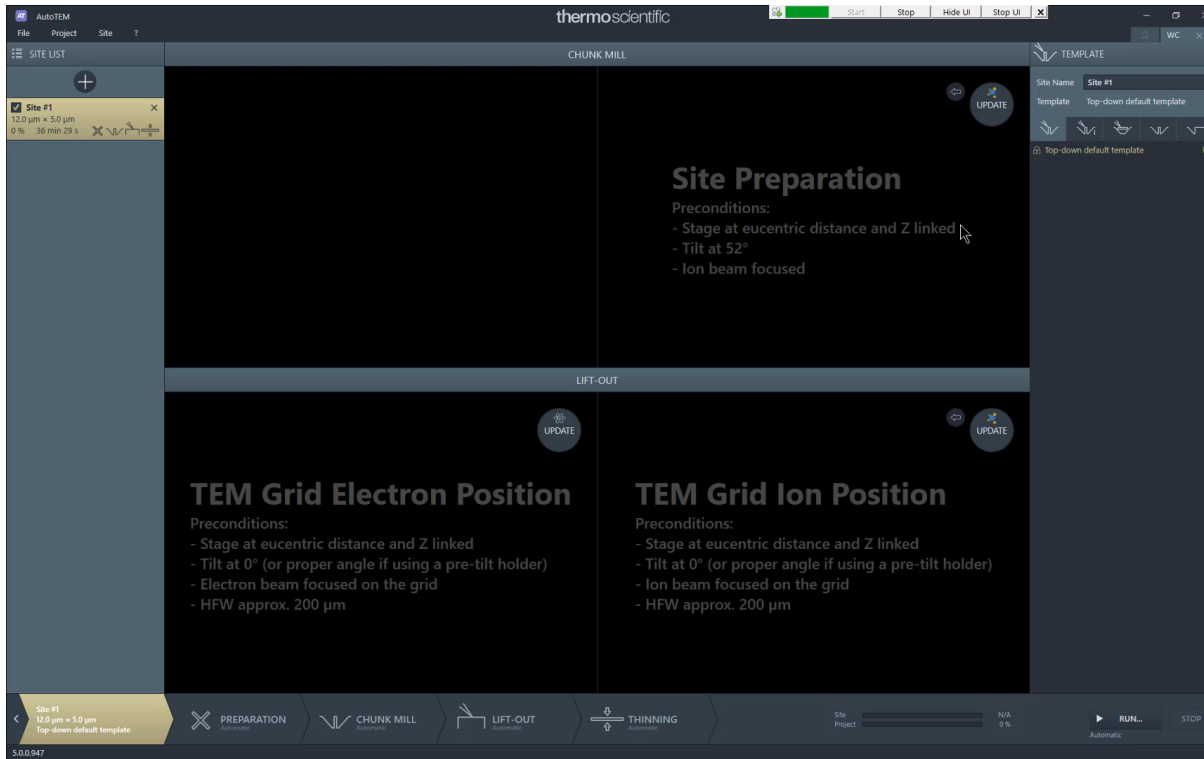 AT AutoTEM
thermoscientific
Start Stop Hide UI Stop UI X
File Project Site ?
WC
SITE LIST
CHUNK MILL
TEMPLATE
Site Name Site #1
Template Top-down default template
Top-down default template
Site #1
12.0 µm × 5.0 µm
0 % 36 min 29 s
UPDATE
Site Preparation
Preconditions:
- Stage at eucentric distance and Z linked
- Tilt at 52°
- Ion beam focused
LIFT-OUT
UPDATE
TEM Grid Electron Position
Preconditions:
- Stage at eucentric distance and Z linked
- Tilt at 0° (or proper angle if using a pre-tilt holder)
- Electron beam focused on the grid
- HFW approx. 200 µm
UPDATE
TEM Grid Ion Position
Preconditions:
- Stage at eucentric distance and Z linked
- Tilt at 0° (or proper angle if using a pre-tilt holder)
- Ion beam focused on the grid
- HFW approx. 200 µm
Site #1
12.0 µm × 5.0 µm
Top-down default template
PREPARATION
Automatic
CHUNK MILL
Automatic
LIFT-OUT
Automatic
THINNING
Automatic
Site N/A
Project 0 %
RUN...
Automatic
STOP
5.0.0.947